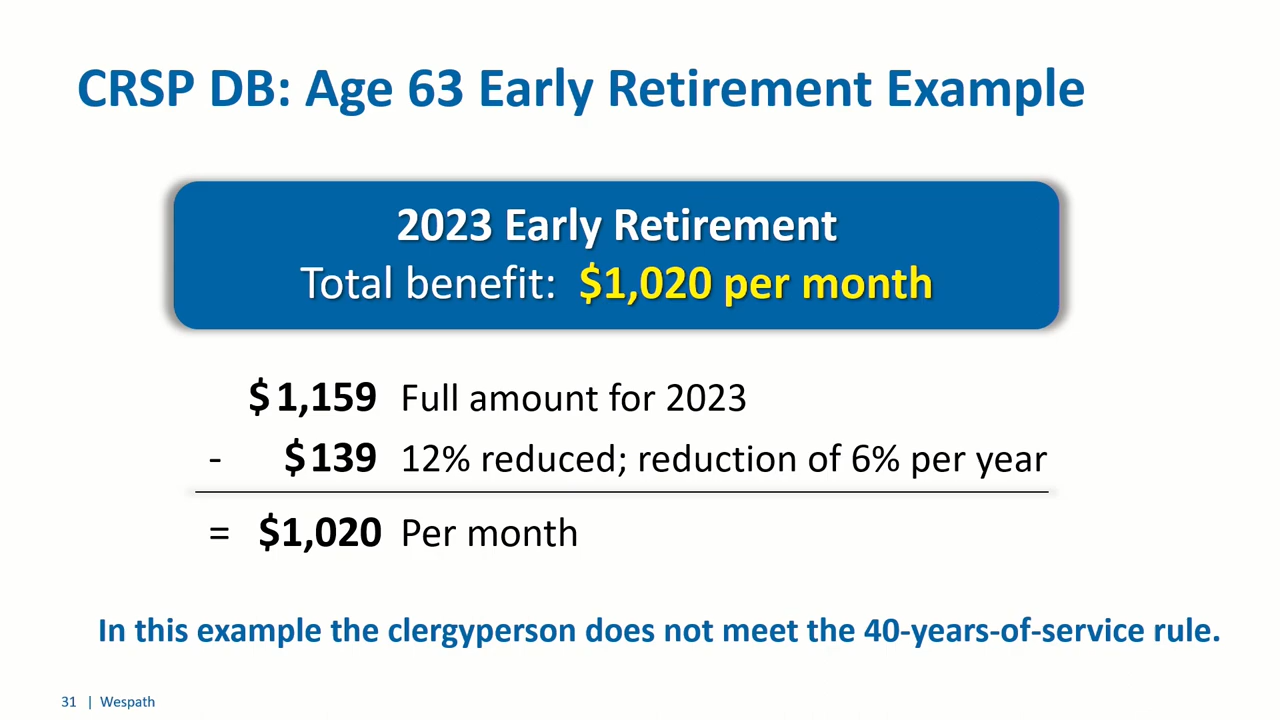 CRSP DB: Age 63 Early Retirement Example
2023 Early Retirement
Total benefit: $1,020 per month
$ 1,159 Full amount for 2023
- $ 139 12% reduced; reduction of 6% per year
= $1,020 Per month
In this example the clergyperson does not meet the 40-years-of-service rule.
31 | Wespath